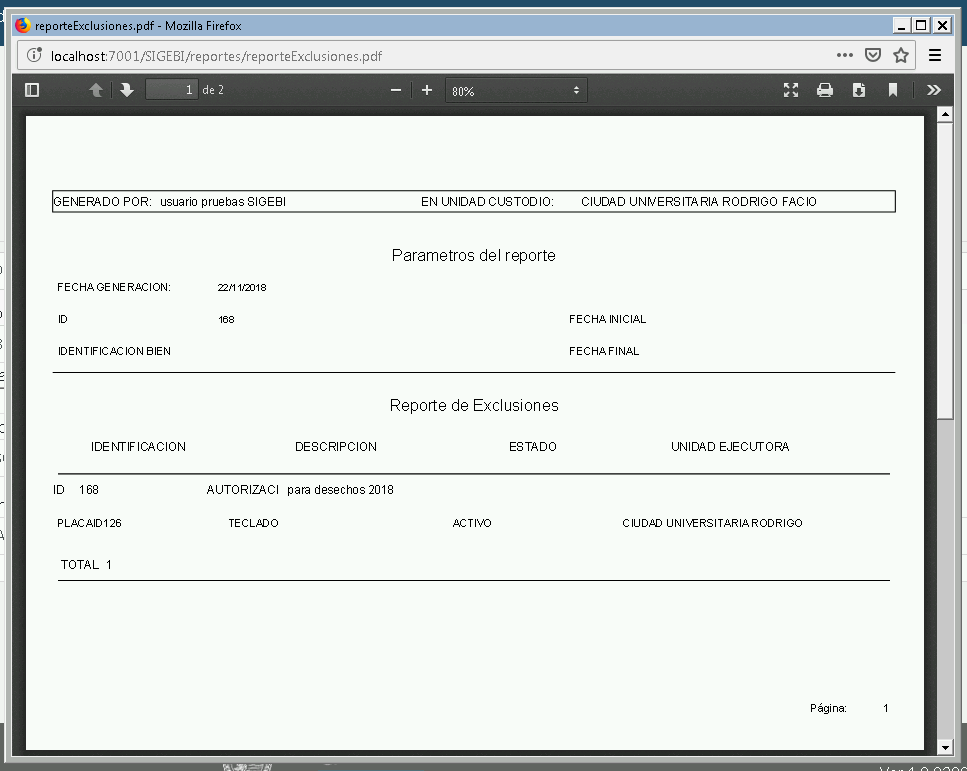 reporteExclusiones.pdf - Mozilla Firefox
localhost:7001/SIGEBI/reportes/reporteExclusiones.pdf
1 de 2 80%
GENERADO POR: usuario pruebas SIGEBI EN UNIDAD CUSTODIO: CIUDAD UNIVERSITARIA RODRIGO FACIO
Parametros del reporte
FECHA GENERACION: 22/11/2018
ID 168 FECHA INICIAL
IDENTIFICACION BIEN FECHA FINAL
Reporte de Exclusiones
IDENTIFICACION DESCRIPCION ESTADO UNIDAD EJECUTORA
ID 168 AUTORIZACI para desechos 2018
PLACAID126 TECLADO ACTIVO CIUDAD UNIVERSITARIA RODRIGO
TOTAL 1
Página: 1